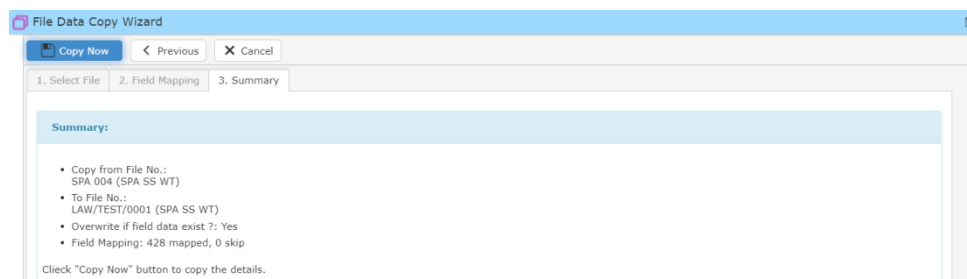 File Data Copy Wizard
Copy Now Previous Cancel
1. Select File 2. Field Mapping 3. Summary
Summary:
Copy from File No.:
SPA 004 (SPA SS WT)
To File No.:
LAW/TEST/0001 (SPA SS WT)
Overwrite if field data exist ?: Yes
Field Mapping: 428 mapped, 0 skip
Clieck "Copy Now" button to copy the details.